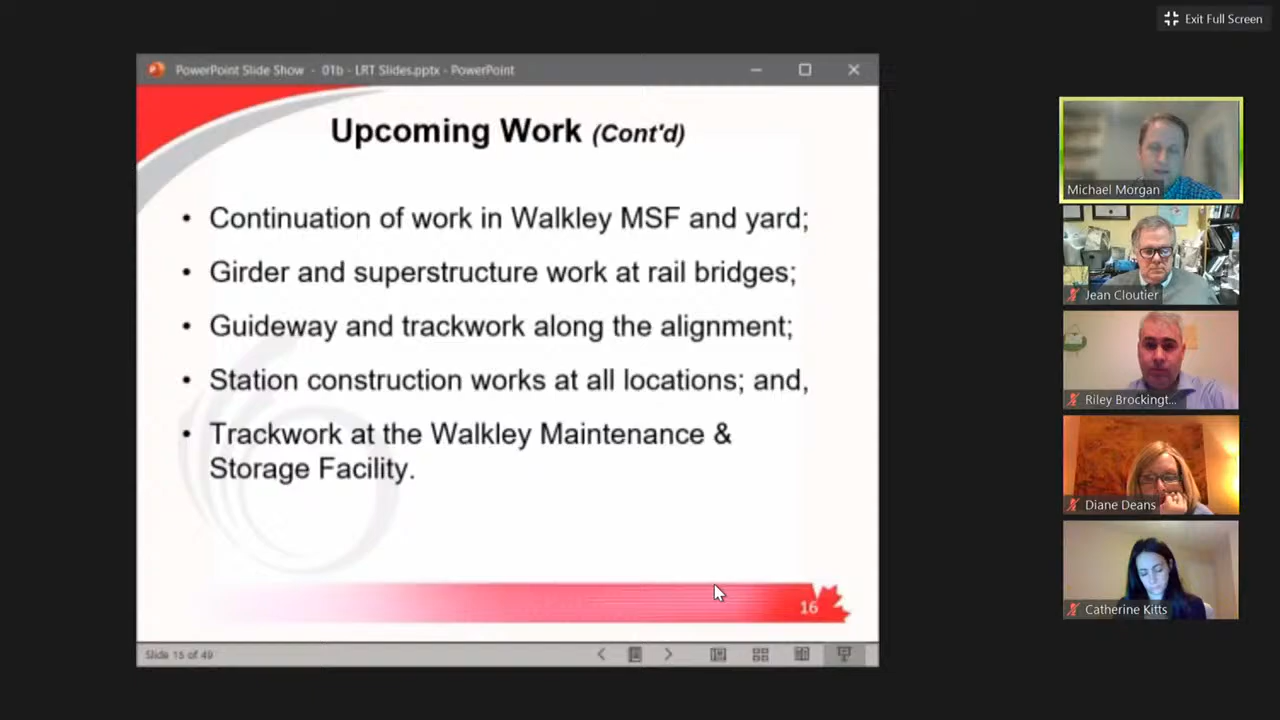 Exit Full Screen
PowerPoint Slide Show - 01b - LRT Slides.pptx - PowerPoint
Upcoming Work (Cont'd)
• Continuation of work in Walkley MSF and yard;
• Girder and superstructure work at rail bridges;
• Guideway and trackwork along the alignment;
• Station construction works at all locations; and,
• Trackwork at the Walkley Maintenance &
Storage Facility.
16
Slide 15 of 49
Michael Morgan
Jean Cloutier
Riley Brockingt...
Diane Deans
Catherine Kitts